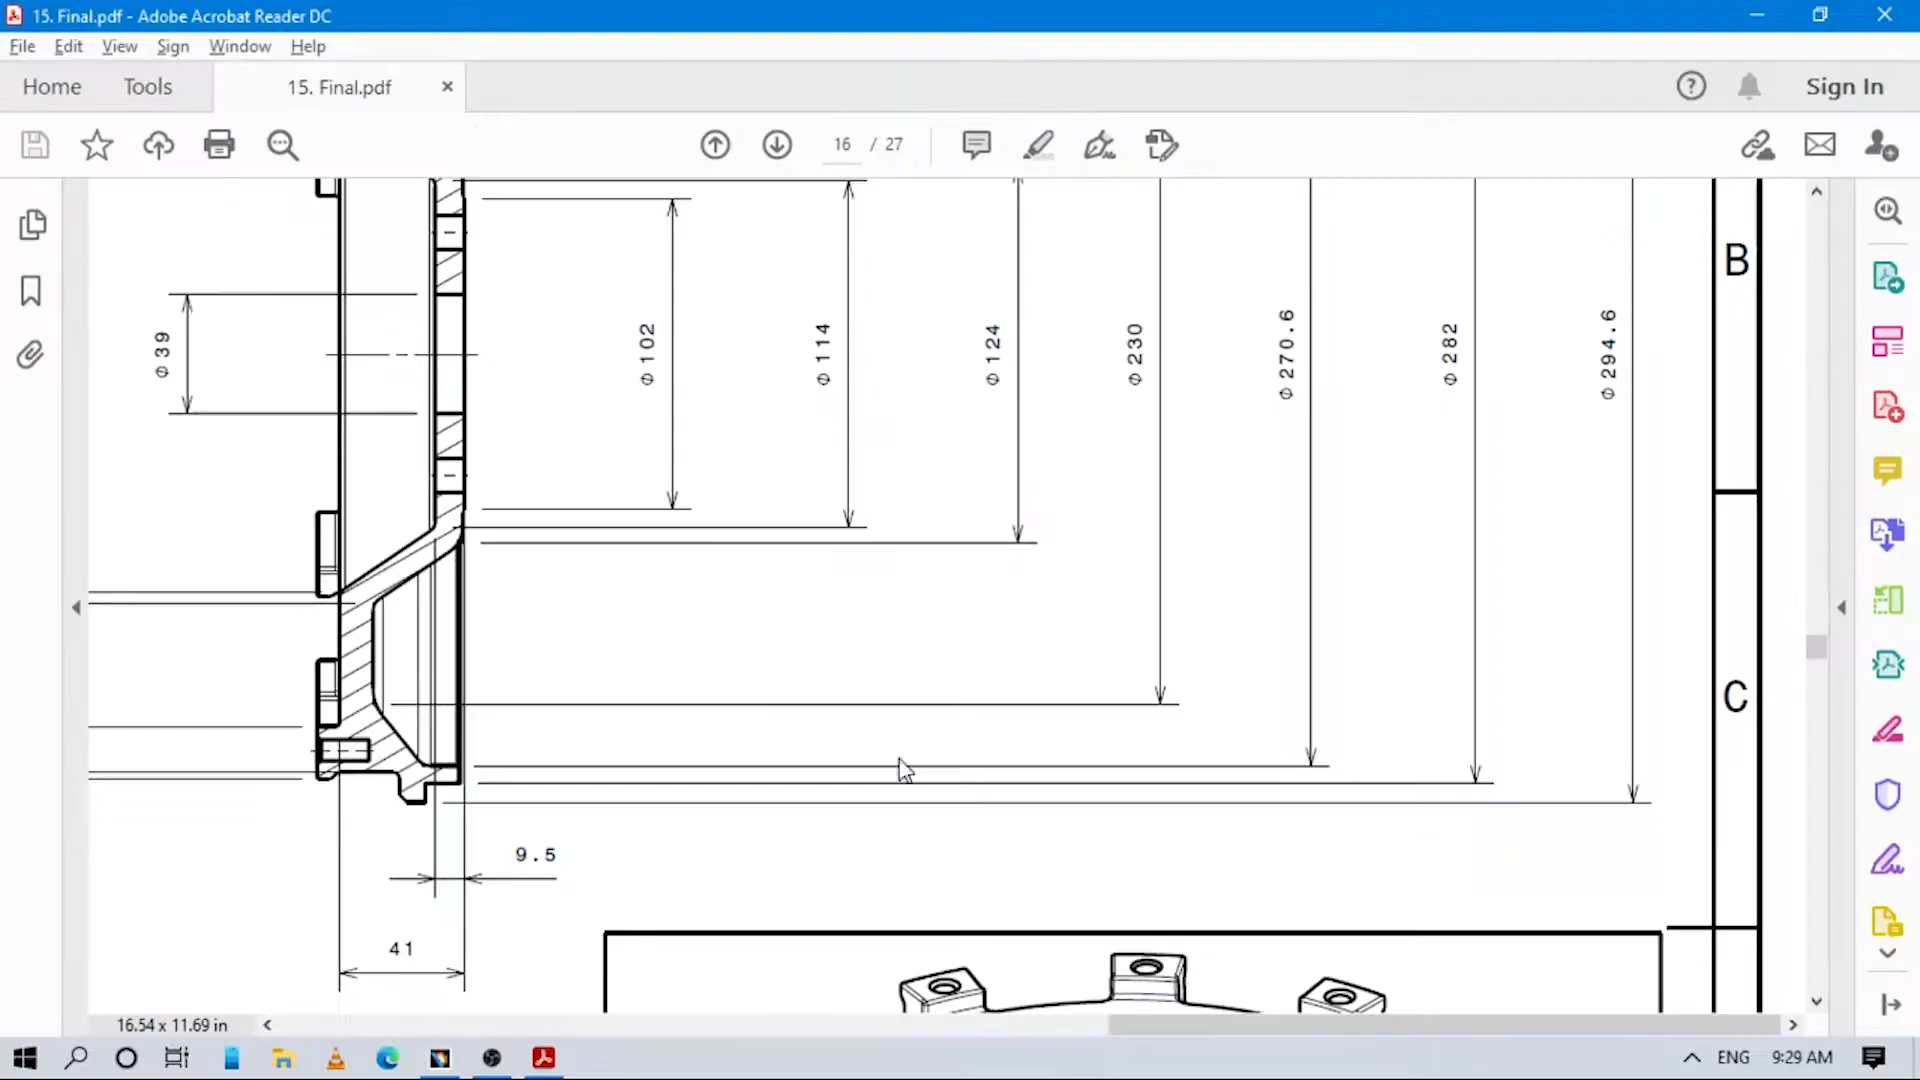 15. Final.pdf - Adobe Acrobat Reader DC
File Edit View Sign Window Help
Home Tools 15. Final.pdf × Sign In
16 / 27
B
⌀39
⌀102
⌀114
⌀124
⌀230
⌀270.6
⌀282
⌀294.6
C
9.5
41
16.54 x 11.69 in
ENG 9:29 AM